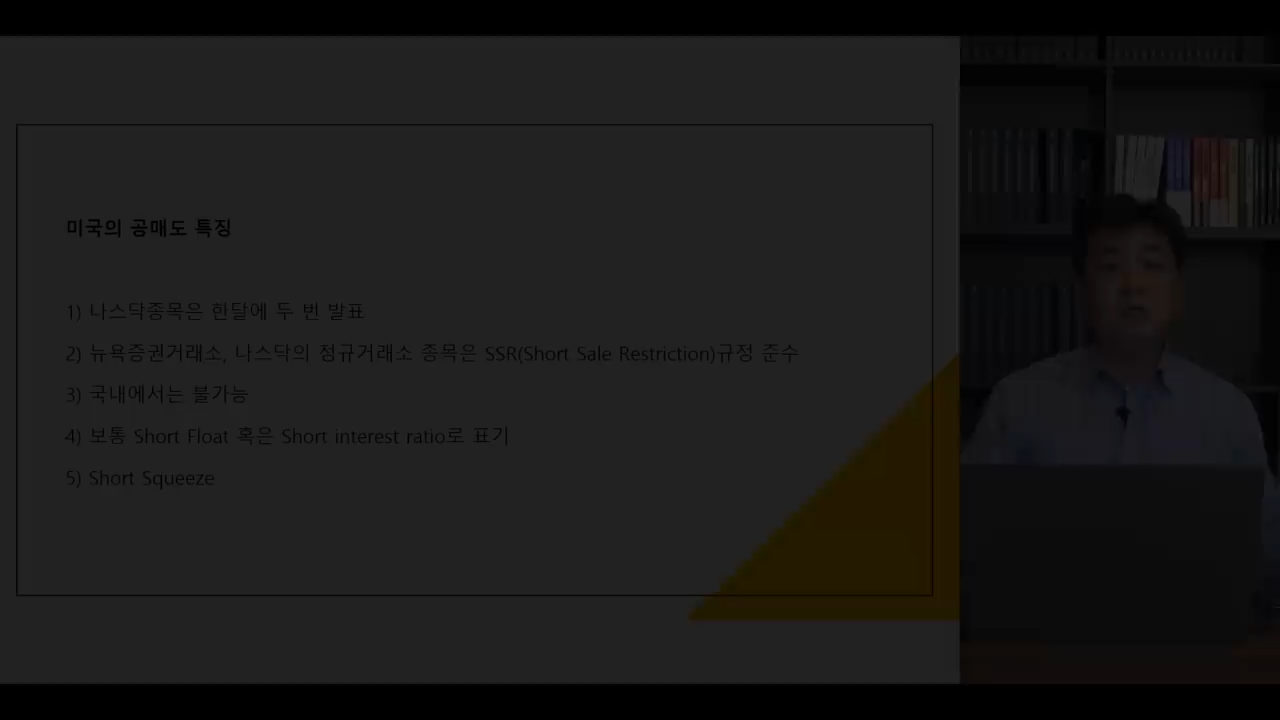 미국의 공매도 특징
1) 나스닥종목은 한달에 두 번 발표
2) 뉴욕증권거래소, 나스닥의 정규거래소 종목은 SSR(Short Sale Restriction)규정 준수
3) 국내에서는 불가능
4) 보통 Short Float 혹은 Short interest ratio로 표기
5) Short Squeeze